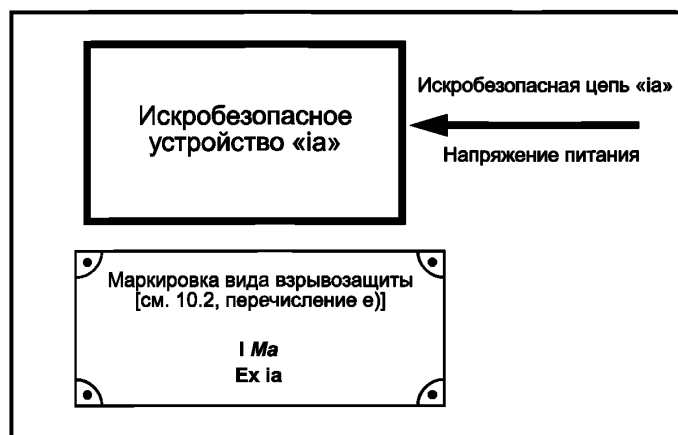 Искробезопасное
устройство «ia»
Искробезопасная цепь «ia»
Напряжение питания
Маркировка вида взрывозащиты
[см. 10.2, перечисление е)]
I Ma
Ex ia